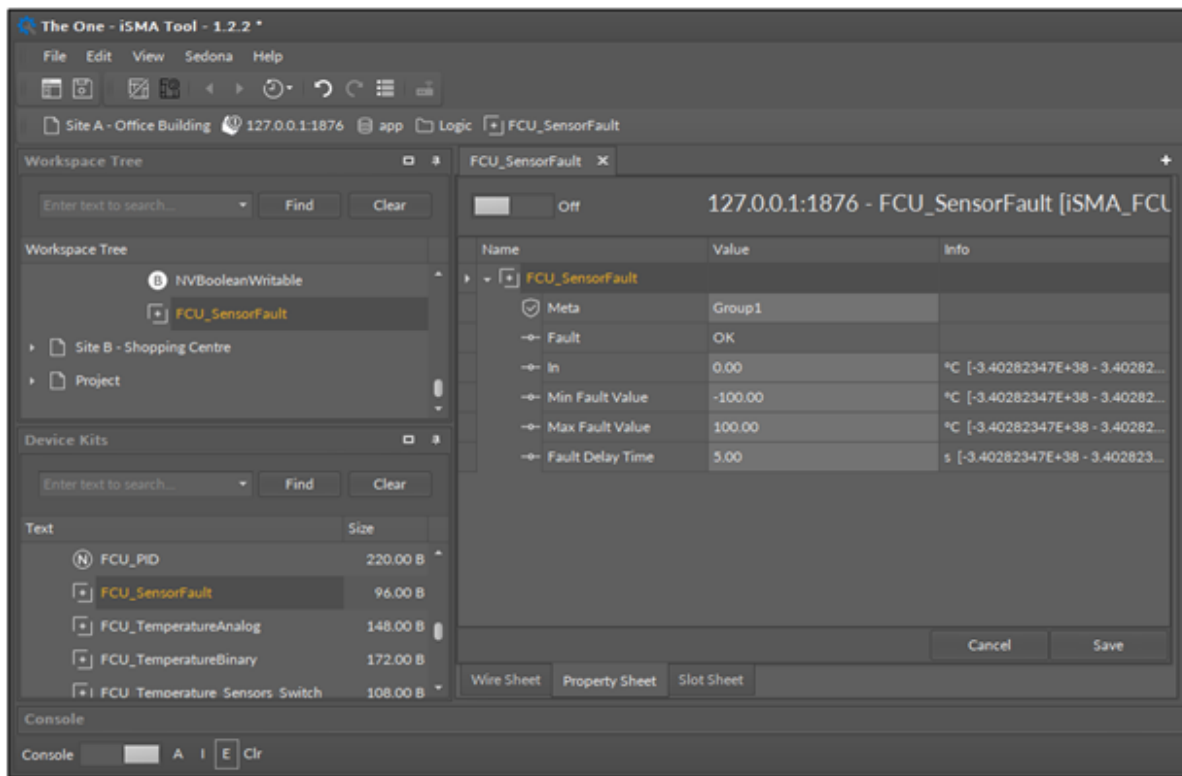 The One - iSMA Tool - 1.2.2 *
File Edit View Sedona Help
Site A - Office Building 127.0.0.1:1876 app Logic FCU_SensorFault
Workspace Tree
Enter text to search... Find Clear
Workspace Tree
B NVBooleanWritable
FCU_SensorFault
Site B - Shopping Centre
Project
Device Kits
Enter text to search... Find Clear
Text Size
N FCU_PID 220.00 B
FCU_SensorFault 96.00 B
FCU_TemperatureAnalog 148.00 B
FCU_TemperatureBinary 172.00 B
FCU_Temperature_Sensors_Switch 108.00 B
FCU_SensorFault
Off 127.0.0.1:1876 - FCU_SensorFault [iSMA_FCU
Name Value Info
FCU_SensorFault
Meta Group1
Fault OK
In 0.00 °C [-3.40282347E+38 - 3.40282...
Min Fault Value -100.00 °C [-3.40282347E+38 - 3.40282...
Max Fault Value 100.00 °C [-3.40282347E+38 - 3.40282...
Fault Delay Time 5.00 s [-3.40282347E+38 - 3.402823...
Cancel Save
Wire Sheet Property Sheet Slot Sheet
Console
Console A I E Clr